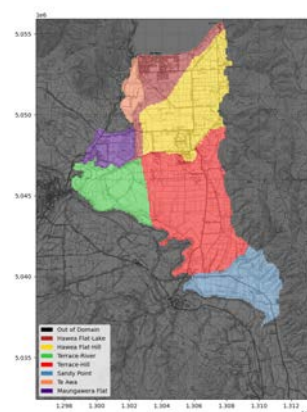 1e6
5.055
5.050
5.045
5.040
5.035
Out of Domain
Hawea Flat-Lake
Hawea Flat-Hill
Terrace-River
Terrace-Hill
Sandy Point
Te Awa
Maungawera Flat
1.298 1.300 1.302 1.304 1.306 1.308 1.310 1.312